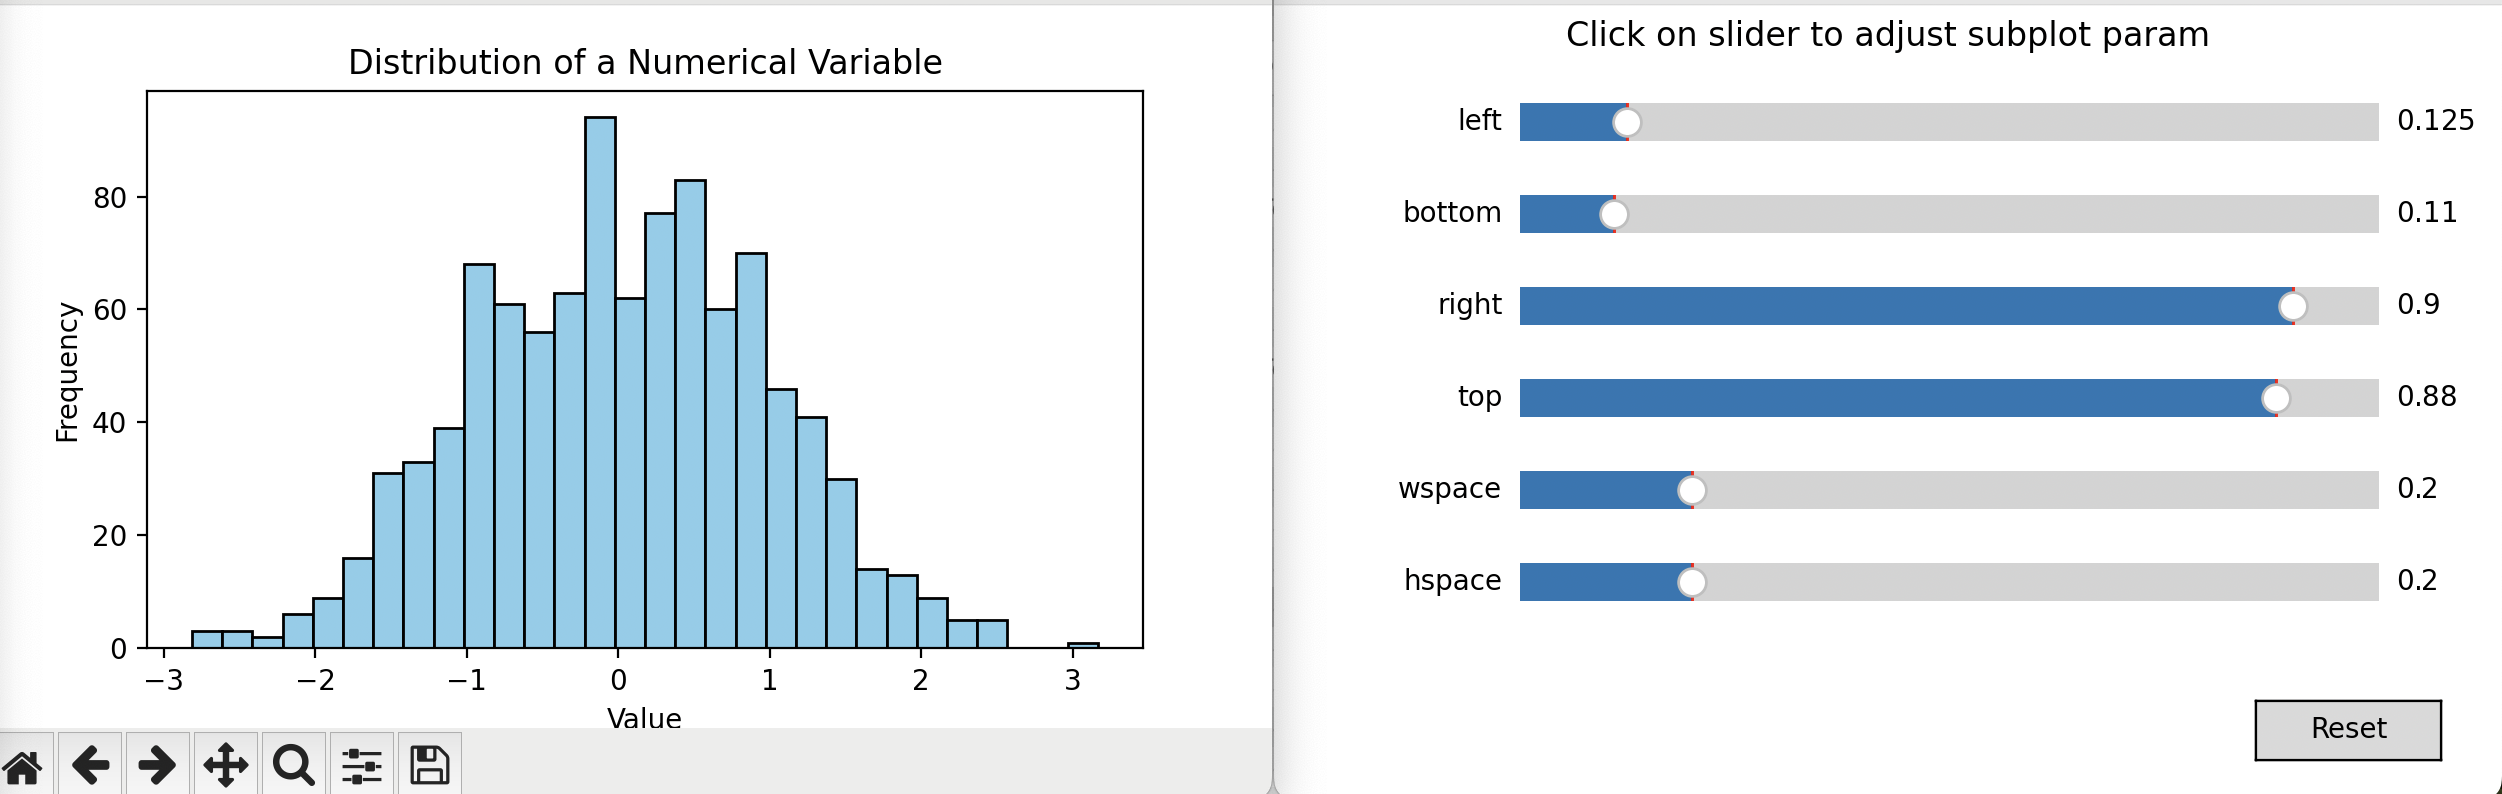 Distribution of a Numerical Variable
80
60
40
20
0
Frequency
−3 −2 −1 0 1 2 3
Value
Click on slider to adjust subplot param
left 0.125
bottom 0.11
right 0.9
top 0.88
wspace 0.2
hspace 0.2
Reset